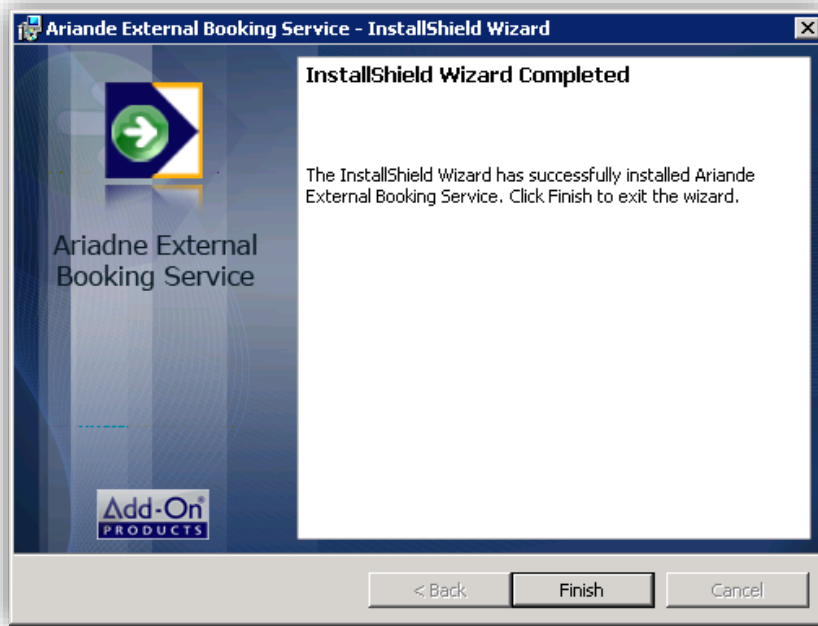 Ariande External Booking Service - InstallShield Wizard
InstallShield Wizard Completed
The InstallShield Wizard has successfully installed Ariande
External Booking Service. Click Finish to exit the wizard.
Ariadne External
Booking Service
Add-On®
PRODUCTS
< Back
Finish
Cancel